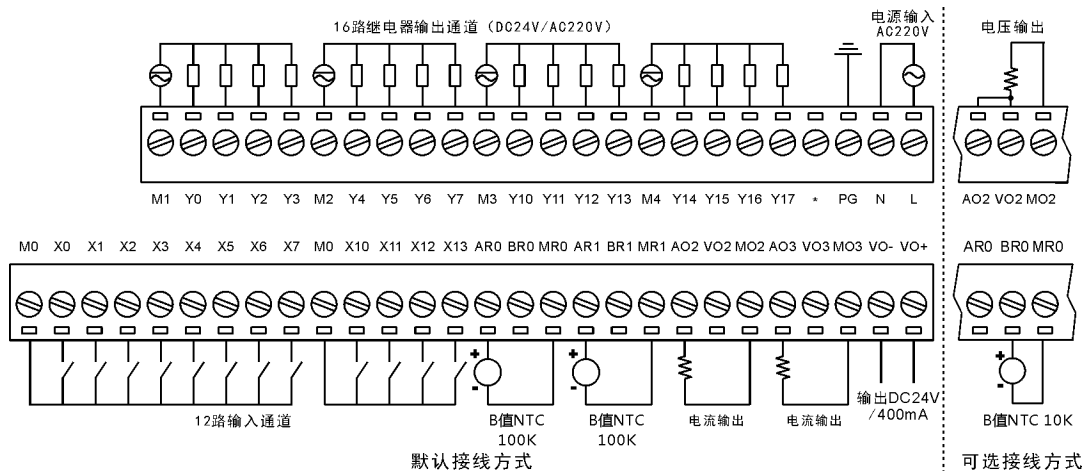 16路继电器输出通道（DC24V/AC220V）
电源输入
AC220V
电压输出
M1 Y0 Y1 Y2 Y3 M2 Y4 Y5 Y6 Y7 M3 Y10 Y11 Y12 Y13 M4 Y14 Y15 Y16 Y17 * PG N L
AO2 VO2 MO2
M0 X0 X1 X2 X3 X4 X5 X6 X7 M0 X10 X11 X12 X13 AR0 BR0 MR0 AR1 BR1 MR1 AO2 VO2 MO2 AO3 VO3 MO3 VO- VO+
AR0 BR0 MR0
+
-
+
-
+
-
12路输入通道
B值NTC
100K
B值NTC
100K
电流输出
电流输出
输出DC24V
/400mA
B值NTC 10K
默认接线方式
可选接线方式